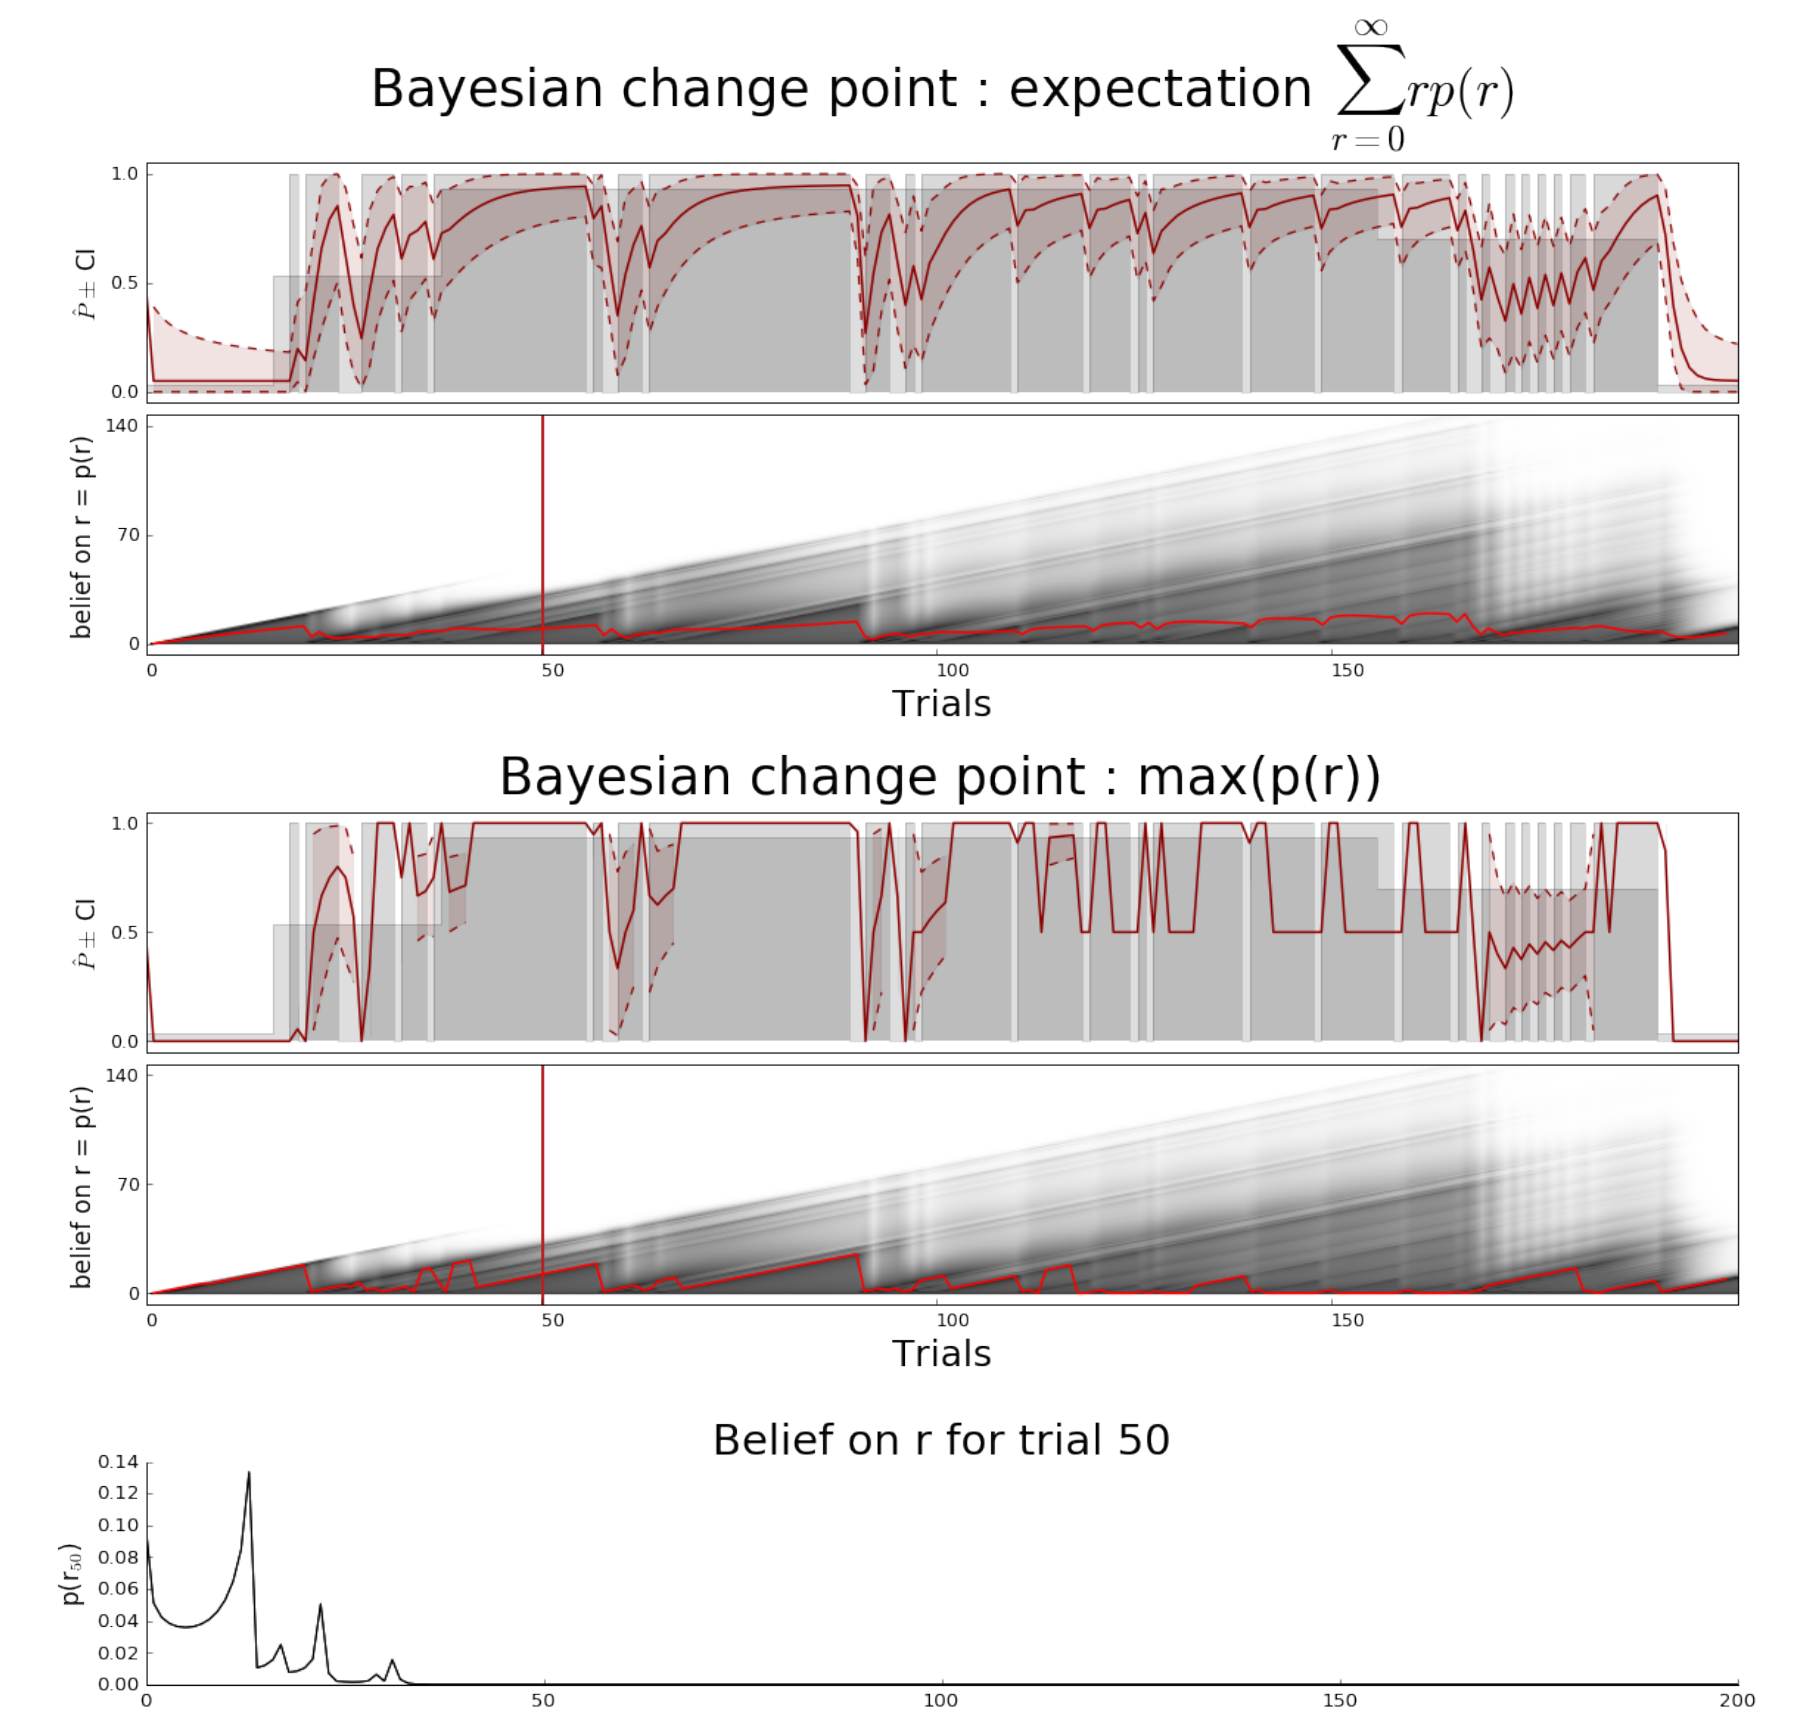 Bayesian change point : expectation $\sum_{r=0}^{\infty} rp(r)$
1.0
0.5
0.0
P̂ ± CI
140
70
0
belief on r = p(r)
0 50 100 150
Trials
Bayesian change point : max(p(r))
1.0
0.5
0.0
P̂ ± CI
140
70
0
belief on r = p(r)
0 50 100 150
Trials
Belief on r for trial 50
0.14
0.12
0.10
0.08
0.06
0.04
0.02
0.00
p(r₅₀)
0 50 100 150 200